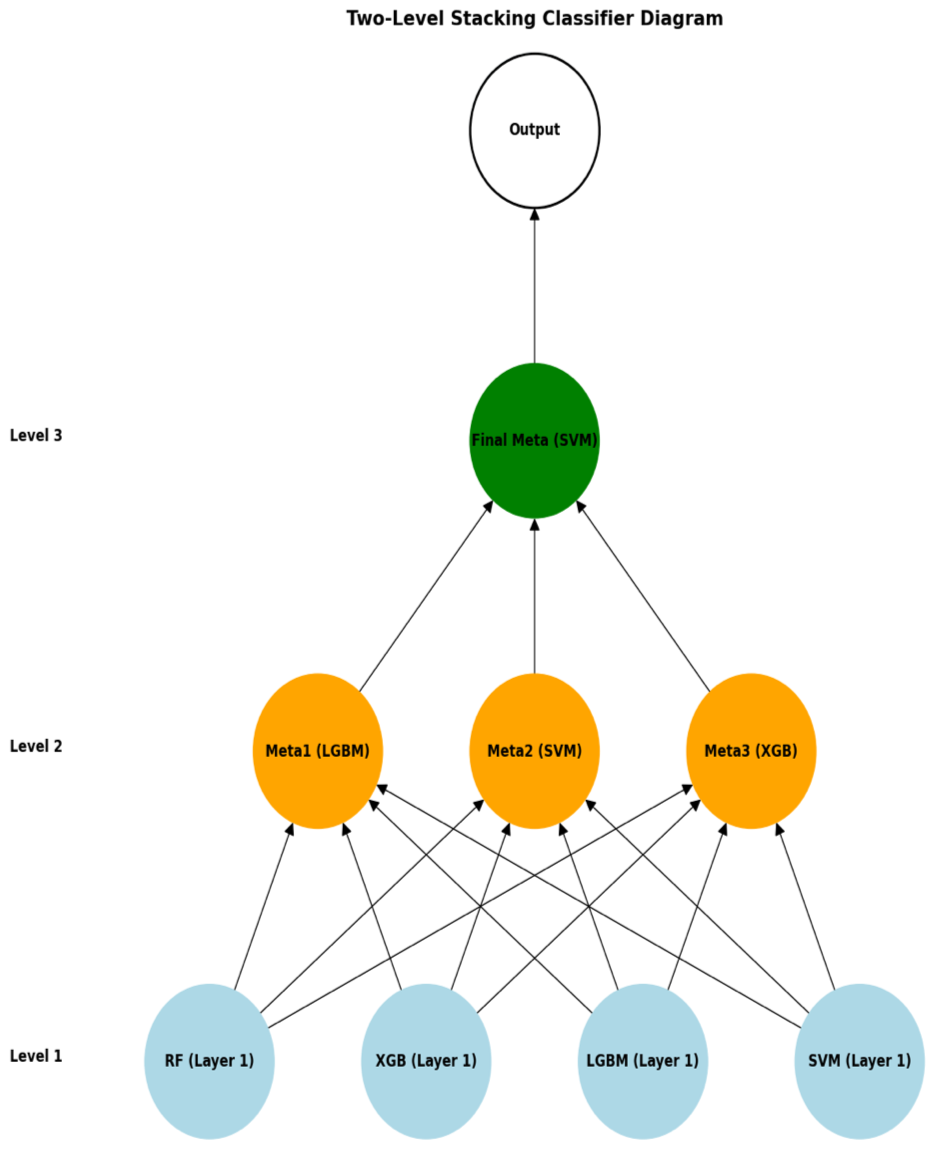 Two-Level Stacking Classifier Diagram
Output
Level 3
Final Meta (SVM)
Level 2
Meta1 (LGBM)
Meta2 (SVM)
Meta3 (XGB)
Level 1
RF (Layer 1)
XGB (Layer 1)
LGBM (Layer 1)
SVM (Layer 1)